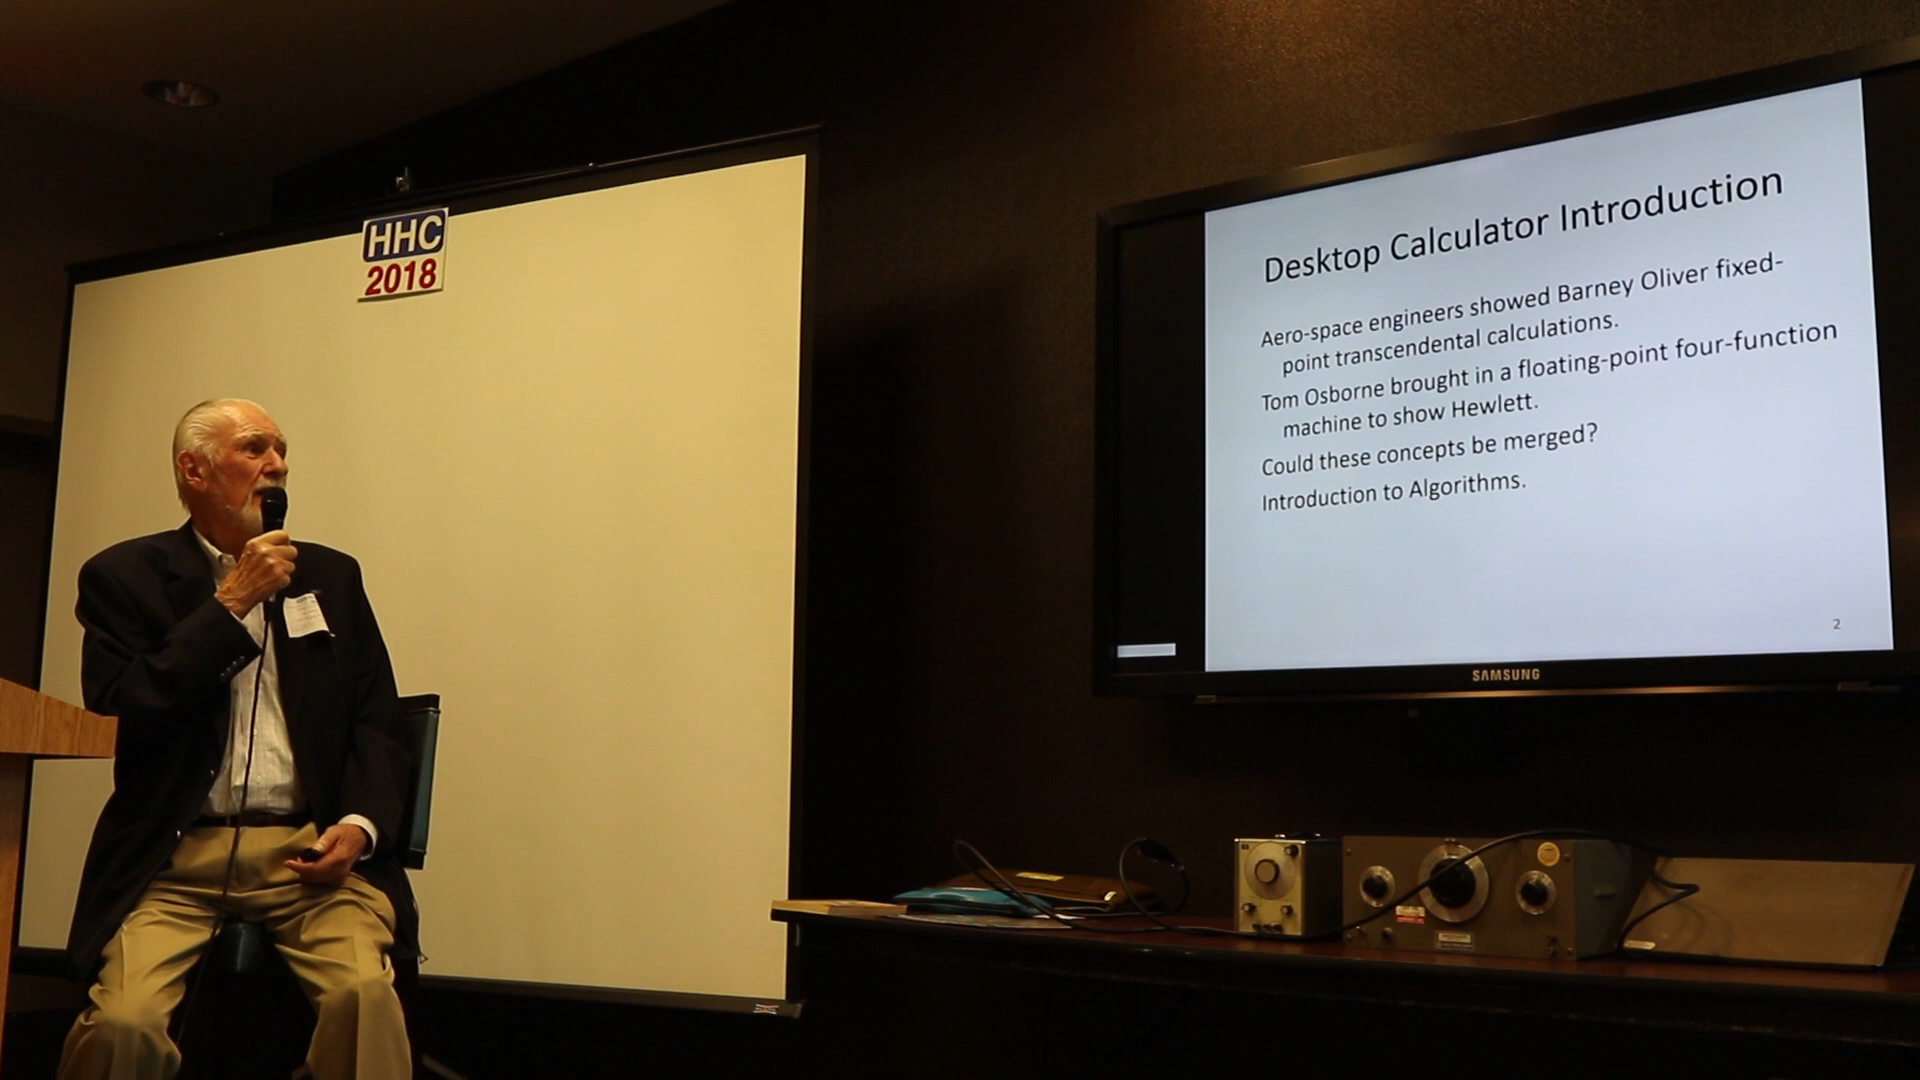 HHC
2018
Desktop Calculator Introduction
Aero-space engineers showed Barney Oliver fixed-
point transcendental calculations.
Tom Osborne brought in a floating-point four-function
machine to show Hewlett.
Could these concepts be merged?
Introduction to Algorithms.
2
SAMSUNG